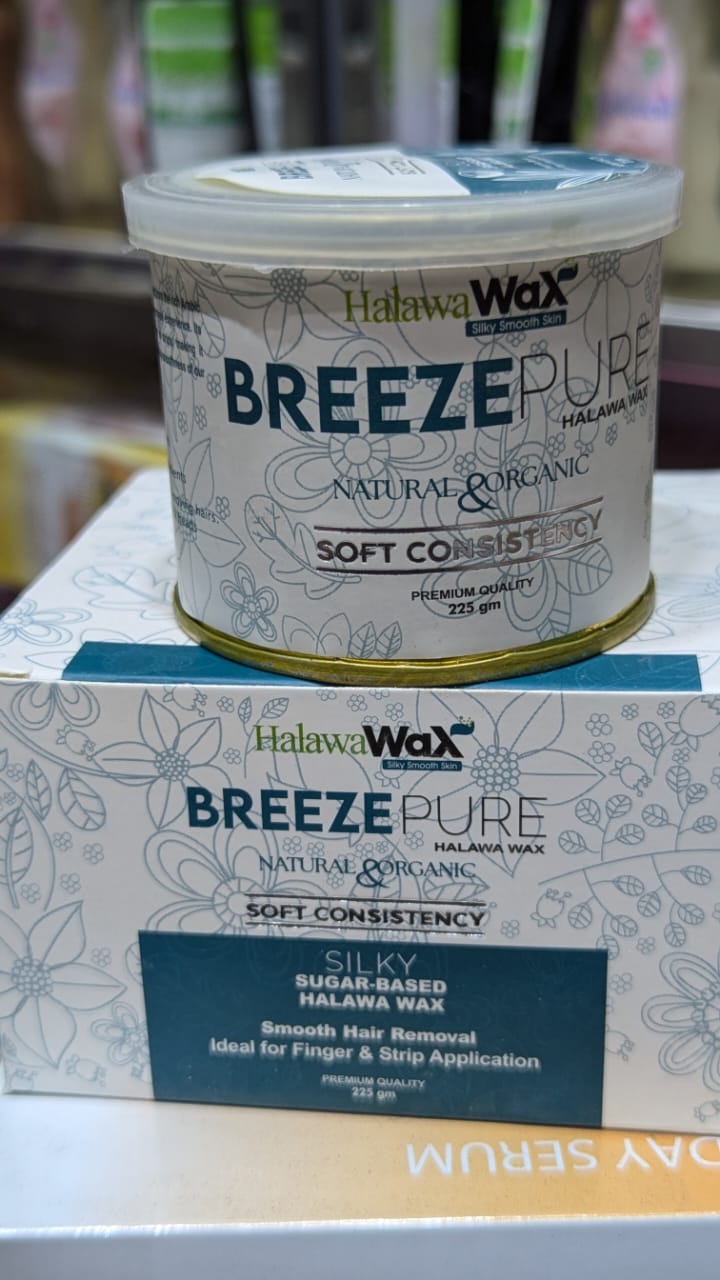 HalawaWaX
Silky Smooth Skin
BREEZEPURE
HALAWA WAX
NATURAL & ORGANIC
SOFT CONSISTENCY
PREMIUM QUALITY
225 gm
hairs.
HalawaWaX
Silky Smooth Skin
BREEZEPURE
HALAWA WAX
NATURAL & ORGANIC
SOFT CONSISTENCY
SILKY
SUGAR-BASED
HALAWA WAX
Smooth Hair Removal
Ideal for Finger & Strip Application
PREMIUM QUALITY
225 gm
DAY SERUM